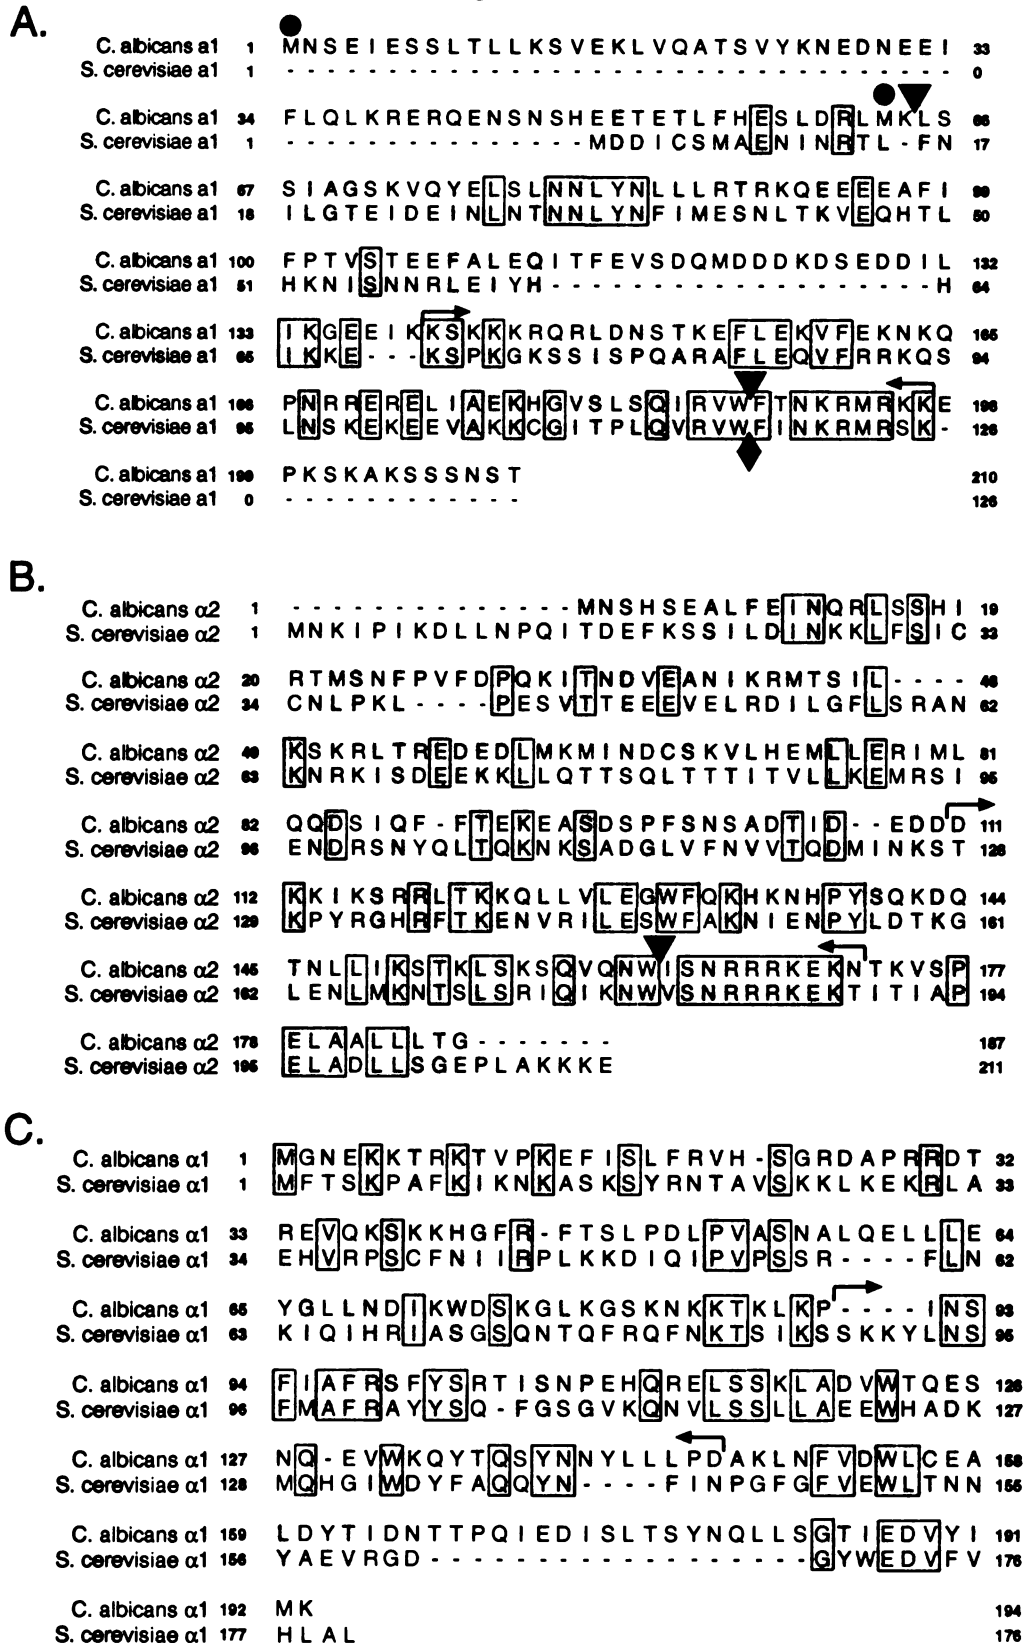 A.
C. albicans a1 1 MNSEIESSLTLLKSVEKLVQATSVYKNEDNEEI 33
S. cerevisiae a1 1 --------------------------------- 0
C. albicans a1 34 FLQLKRERQENSNSHEETETLFHESLDRLMKLS 66
S. cerevisiae a1 1 ---------------MDDICSMAENINRTL-FN 17
C. albicans a1 67 SIAGSKVQYELSLNNLYNLLLRTRKQEEEEAFI 99
S. cerevisiae a1 18 ILGTEIDEINLNTNNLYNFIMESNLTKVEQHTL 50
C. albicans a1 100 FPTVSTEEFALEQITFEVSDQMDDDKDSEDDIL 132
S. cerevisiae a1 51 HKNISNNRLEIYH-------------------H 64
C. albicans a1 133 IKGEEIKKSKKKRQRLDNSTKEFLEKVFEKNKQ 165
S. cerevisiae a1 65 IKKE---KSPKGKSSISPQARAFLEQVFRRKQS 94
C. albicans a1 166 PNRRERELIAEKHGVSLSQIRVWFTNKRMRKKE 198
S. cerevisiae a1 95 LNSKEKEEVAKKCGITPLQVRVWFINKRMRSK- 126
C. albicans a1 199 PKSKAKSSSNST 210
S. cerevisiae a1 0 ------------ 126
B.
C. albicans α2 1 --------------MNSHSEALFEINQRLSSHI 19
S. cerevisiae α2 1 MNKIPIKDLLNPQITDEFKSSILDINKKLFSIC 33
C. albicans α2 20 RTMSNFPVFDPQKITNDVEANIKRMTSIL---- 48
S. cerevisiae α2 34 CNLPKL----PESVTTEEEVELRDILGFLSRAN 62
C. albicans α2 49 KSKRLTREDEDLMKMINDCSKVLHEMLLERIML 81
S. cerevisiae α2 63 KNRKISDEEKKLLQTTSQLTTTITVLLKEMRSI 95
C. albicans α2 82 QQDSIQF-FTEKEASDSPFSNSADTID--EDDD 111
S. cerevisiae α2 96 ENDRSNYQLTQKNKSADGLVFNVVTQDMINKST 128
C. albicans α2 112 KKIKSRRLTKKQLLVLEGWFQKHKNHPYSQKDQ 144
S. cerevisiae α2 129 KPYRGHRFTKENVRILESWFAKNIENPYLDTKG 161
C. albicans α2 145 TNLLIKSTKLSKSQVQNWISNRRRKEKNTKVSP 177
S. cerevisiae α2 162 LENLMKNTSLSRIQIKNWVSNRRRKEKTITIAP 194
C. albicans α2 178 ELAALLLTG------- 187
S. cerevisiae α2 195 ELADLLSGEPLAKKKE 211
C.
C. albicans α1 1 MGNEKKTRKTVPKEFISLFRVH-SGRDAPRRDT 32
S. cerevisiae α1 1 MFTSKPAFKIKNKASKSYRNTAVSKKLKEKRLA 33
C. albicans α1 33 REVQKSKKHGFR-FTSLPDLPVASNALQELLLE 64
S. cerevisiae α1 34 EHVRPSCFNIIRPLKKDIQIPVPSSR----FLN 62
C. albicans α1 65 YGLLNDIKWDSKGLKGSKNKKTKLKP----INS 93
S. cerevisiae α1 63 KIQIHRIASGSQNTQFRQFNKTSIKSSKKYLNS 95
C. albicans α1 94 FIAFRSFYSRTISNPEHQRELSSKLADVWTQES 126
S. cerevisiae α1 96 FMAFRAYYSQ-FGSGVKQNVLSSLLAEEWHADK 127
C. albicans α1 127 NQ-EVWKQYTQSYNNYLLLPDAKLNFVDWLCEA 158
S. cerevisiae α1 128 MQHGIWDYFAQQYN----FINPGFGFVEWLTNN 155
C. albicans α1 159 LDYTIDNTTPQIEDISLTSYNQLLSGTIEDVYI 191
S. cerevisiae α1 156 YAEVRGD------------------GYWEDVFV 176
C. albicans α1 192 MK 194
S. cerevisiae α1 177 HLAL 176